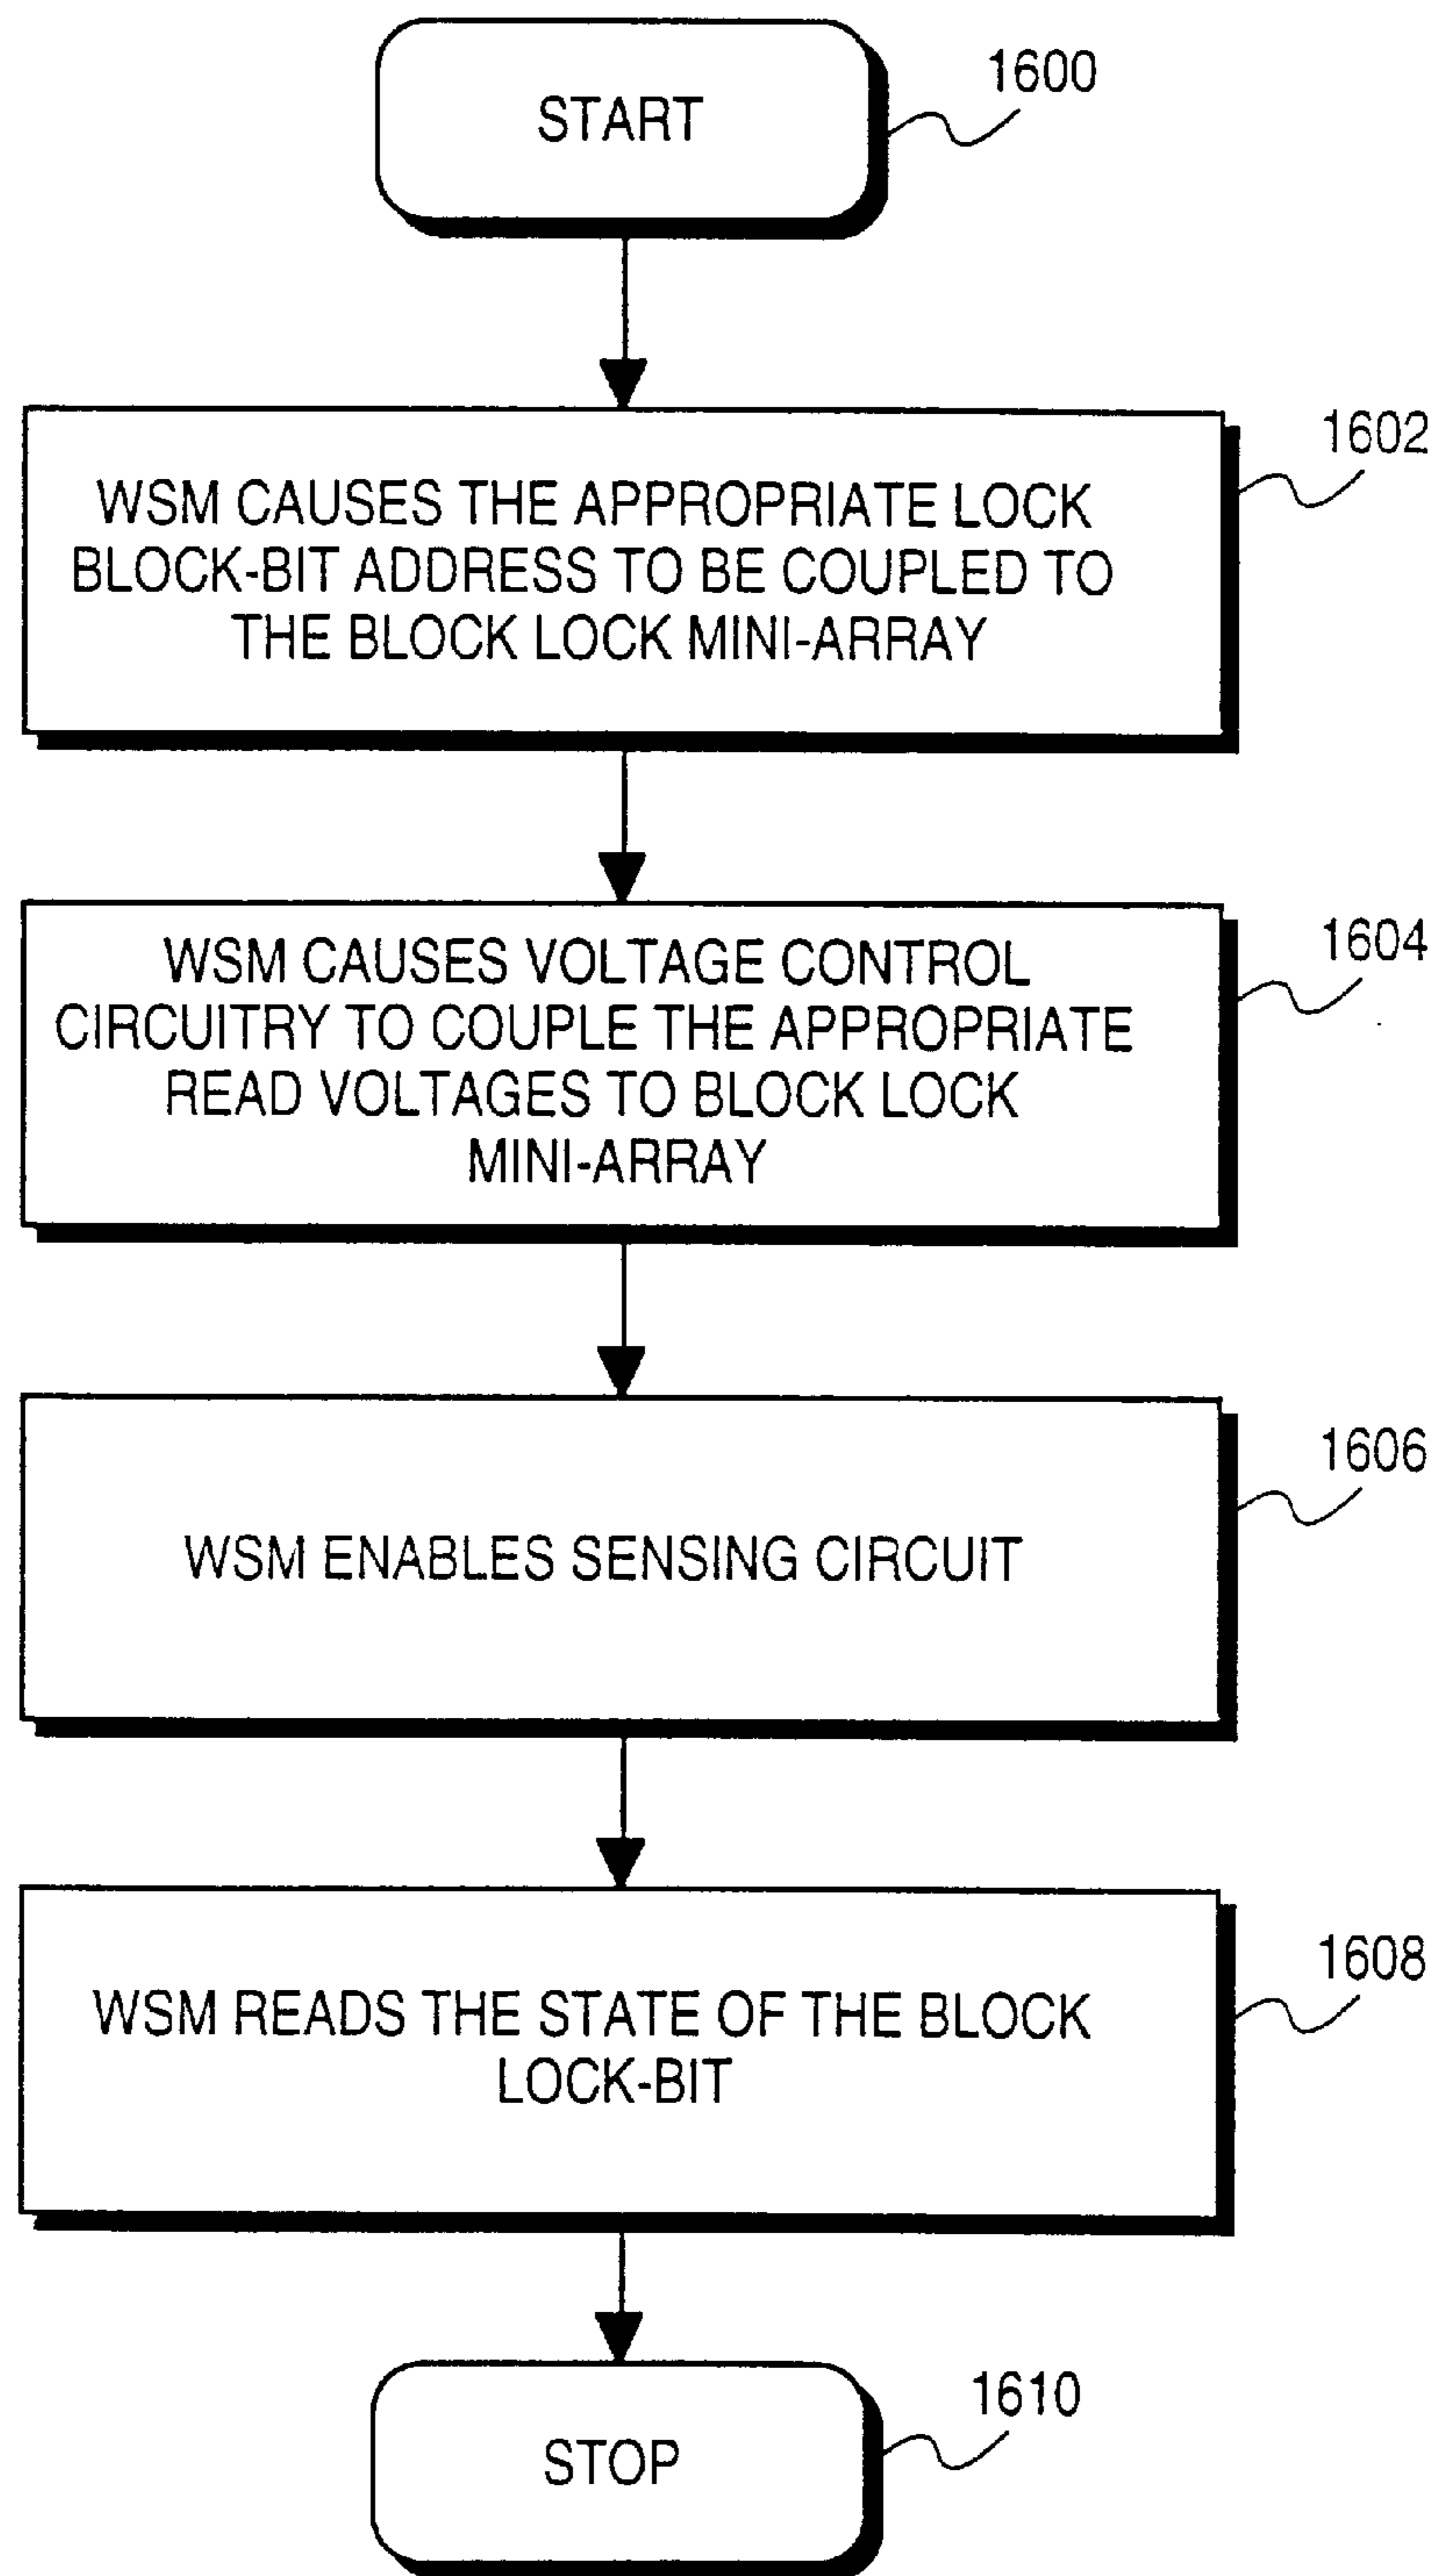 START
1600
1602
WSM CAUSES THE APPROPRIATE LOCK
BLOCK-BIT ADDRESS TO BE COUPLED TO
THE BLOCK LOCK MINI-ARRAY
1604
WSM CAUSES VOLTAGE CONTROL
CIRCUITRY TO COUPLE THE APPROPRIATE
READ VOLTAGES TO BLOCK LOCK
MINI-ARRAY
1606
WSM ENABLES SENSING CIRCUIT
1608
WSM READS THE STATE OF THE BLOCK
LOCK-BIT
1610
STOP